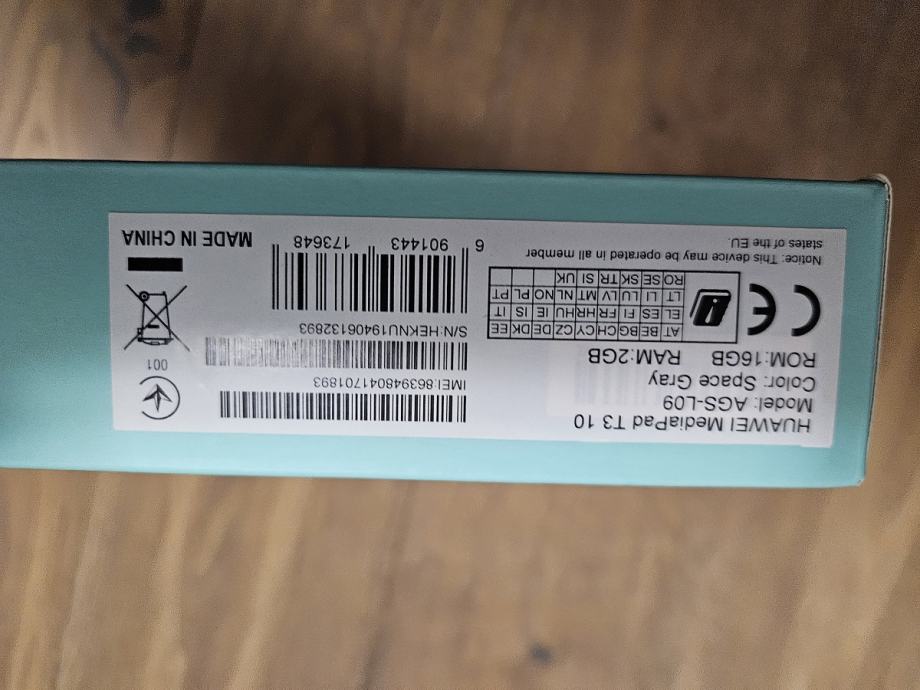 HUAWEI MediaPad T3 10
Model: AGS-L09
Color: Space Gray
ROM:16GB RAM:2GB
AT BE BG CH CY CZ DE DK EE
EL ES FI FR HR HU IE IS IT
LT LI LU LV MT NL NO PL PT
RO SE SK TR SI UK
Notice: This device may be operated in all member
states of the EU.
IMEI:863948041701893
S/N:HEKNU19406132893
6 901443 173648
001
MADE IN CHINA